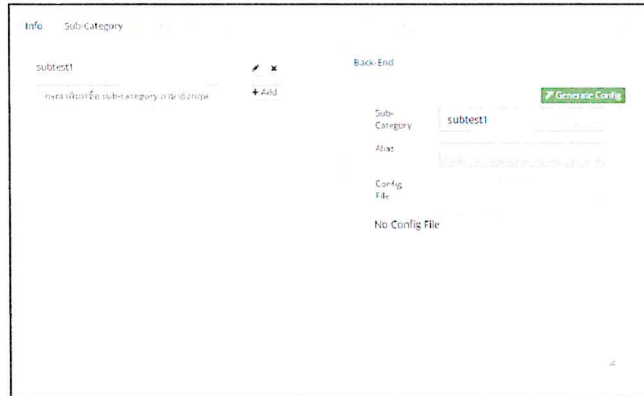 Info Sub-Category
subtest1
+ Add
Back-End
Generate Config
Sub-Category
subtest1
Alias
Config File
No Config File